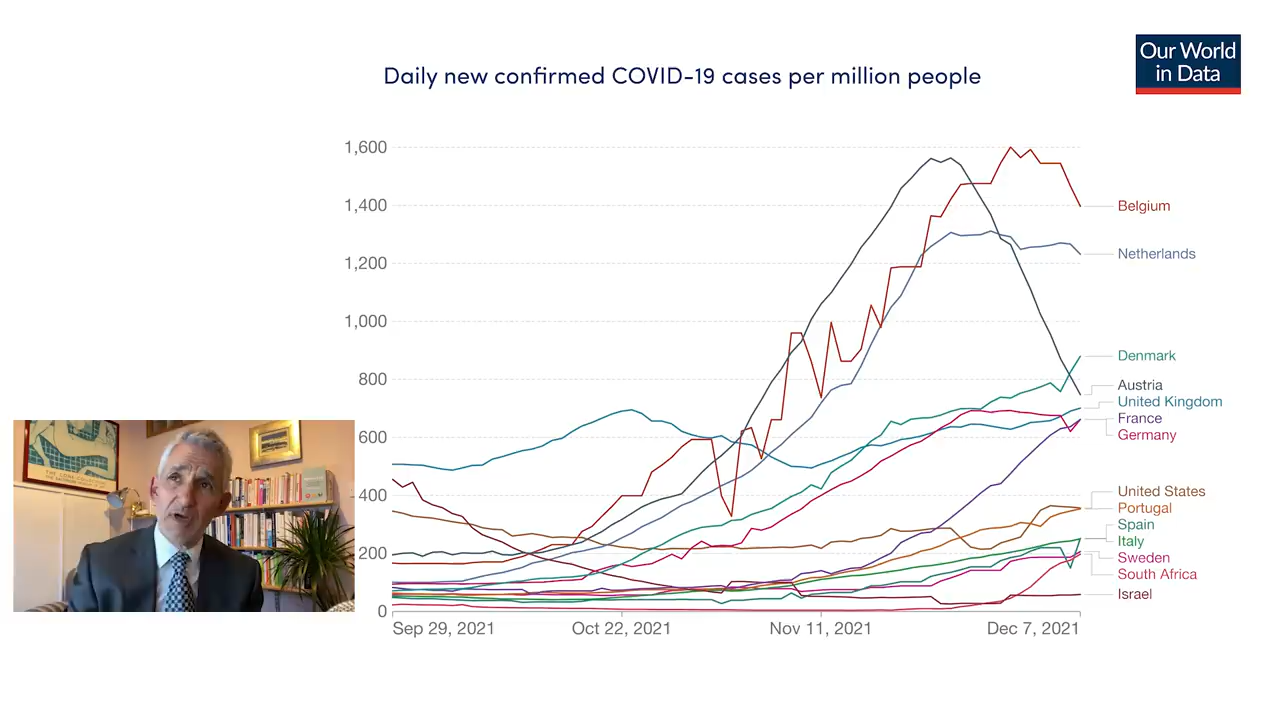 Daily new confirmed COVID-19 cases per million people
Our World
in Data
1,600
1,400
1,200
1,000
800
600
400
200
0
Sep 29, 2021
Oct 22, 2021
Nov 11, 2021
Dec 7, 2021
Belgium
Netherlands
Denmark
Austria
United Kingdom
France
Germany
United States
Portugal
Spain
Italy
Sweden
South Africa
Israel